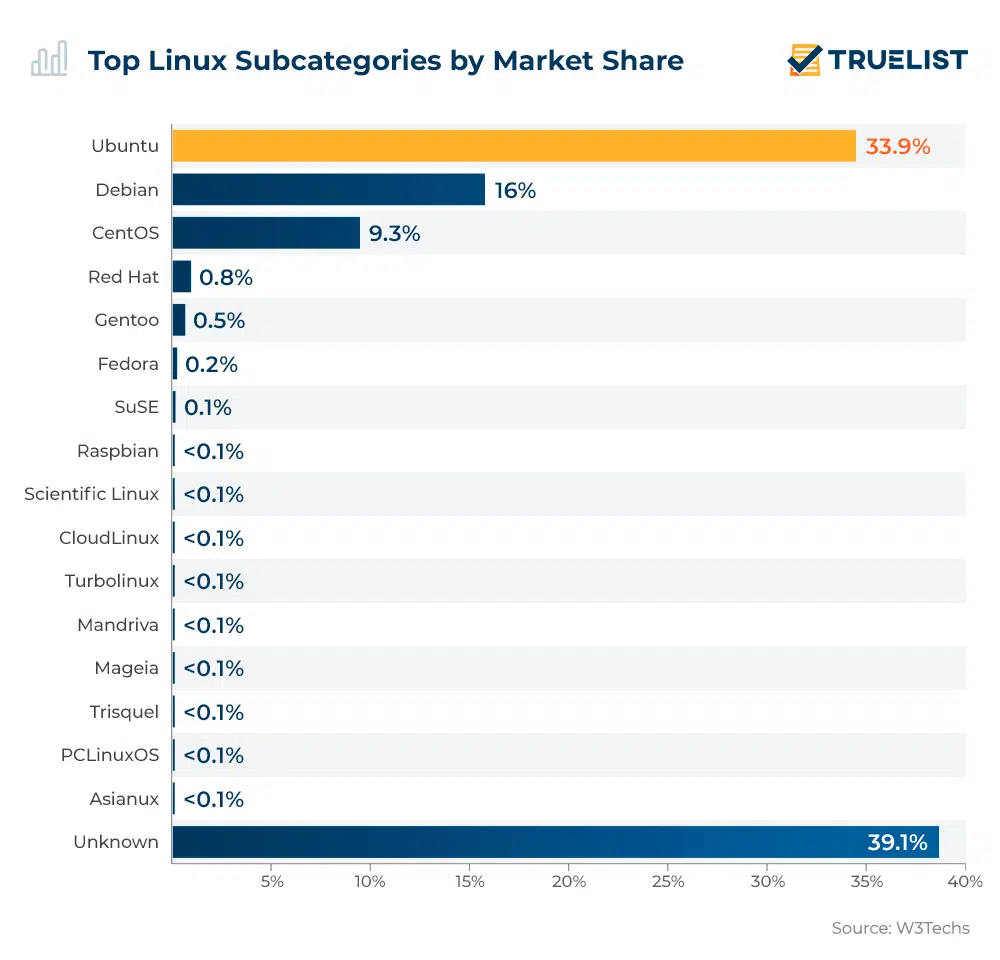 Top Linux Subcategories by Market Share
TRUELIST
Ubuntu 33.9%
Debian 16%
CentOS 9.3%
Red Hat 0.8%
Gentoo 0.5%
Fedora 0.2%
SuSE 0.1%
Raspbian <0.1%
Scientific Linux <0.1%
CloudLinux <0.1%
Turbolinux <0.1%
Mandriva <0.1%
Mageia <0.1%
Trisquel <0.1%
PCLinuxOS <0.1%
Asianux <0.1%
Unknown 39.1%
5% 10% 15% 20% 25% 30% 35% 40%
Source: W3Techs